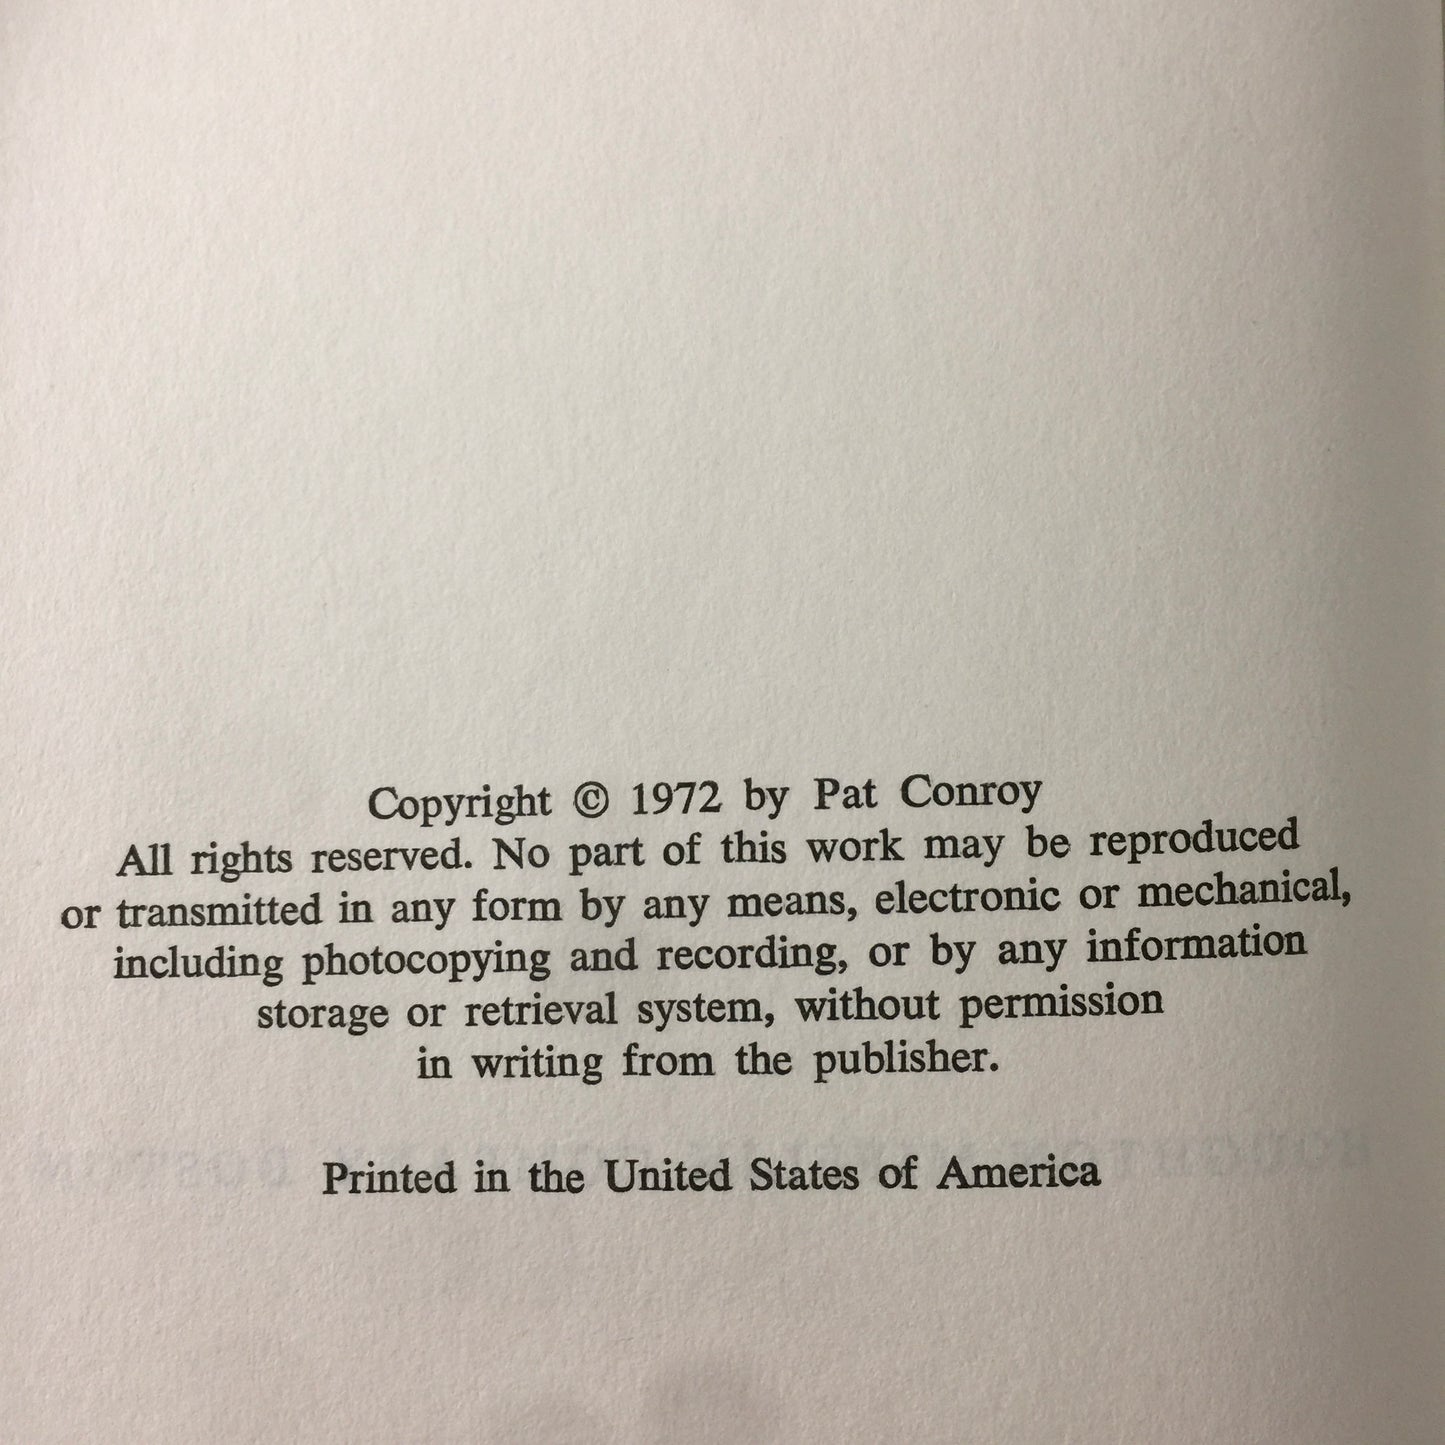 Copyright © 1972 by Pat Conroy
All rights reserved. No part of this work may be reproduced
or transmitted in any form by any means, electronic or mechanical,
including photocopying and recording, or by any information
storage or retrieval system, without permission
in writing from the publisher.
Printed in the United States of America